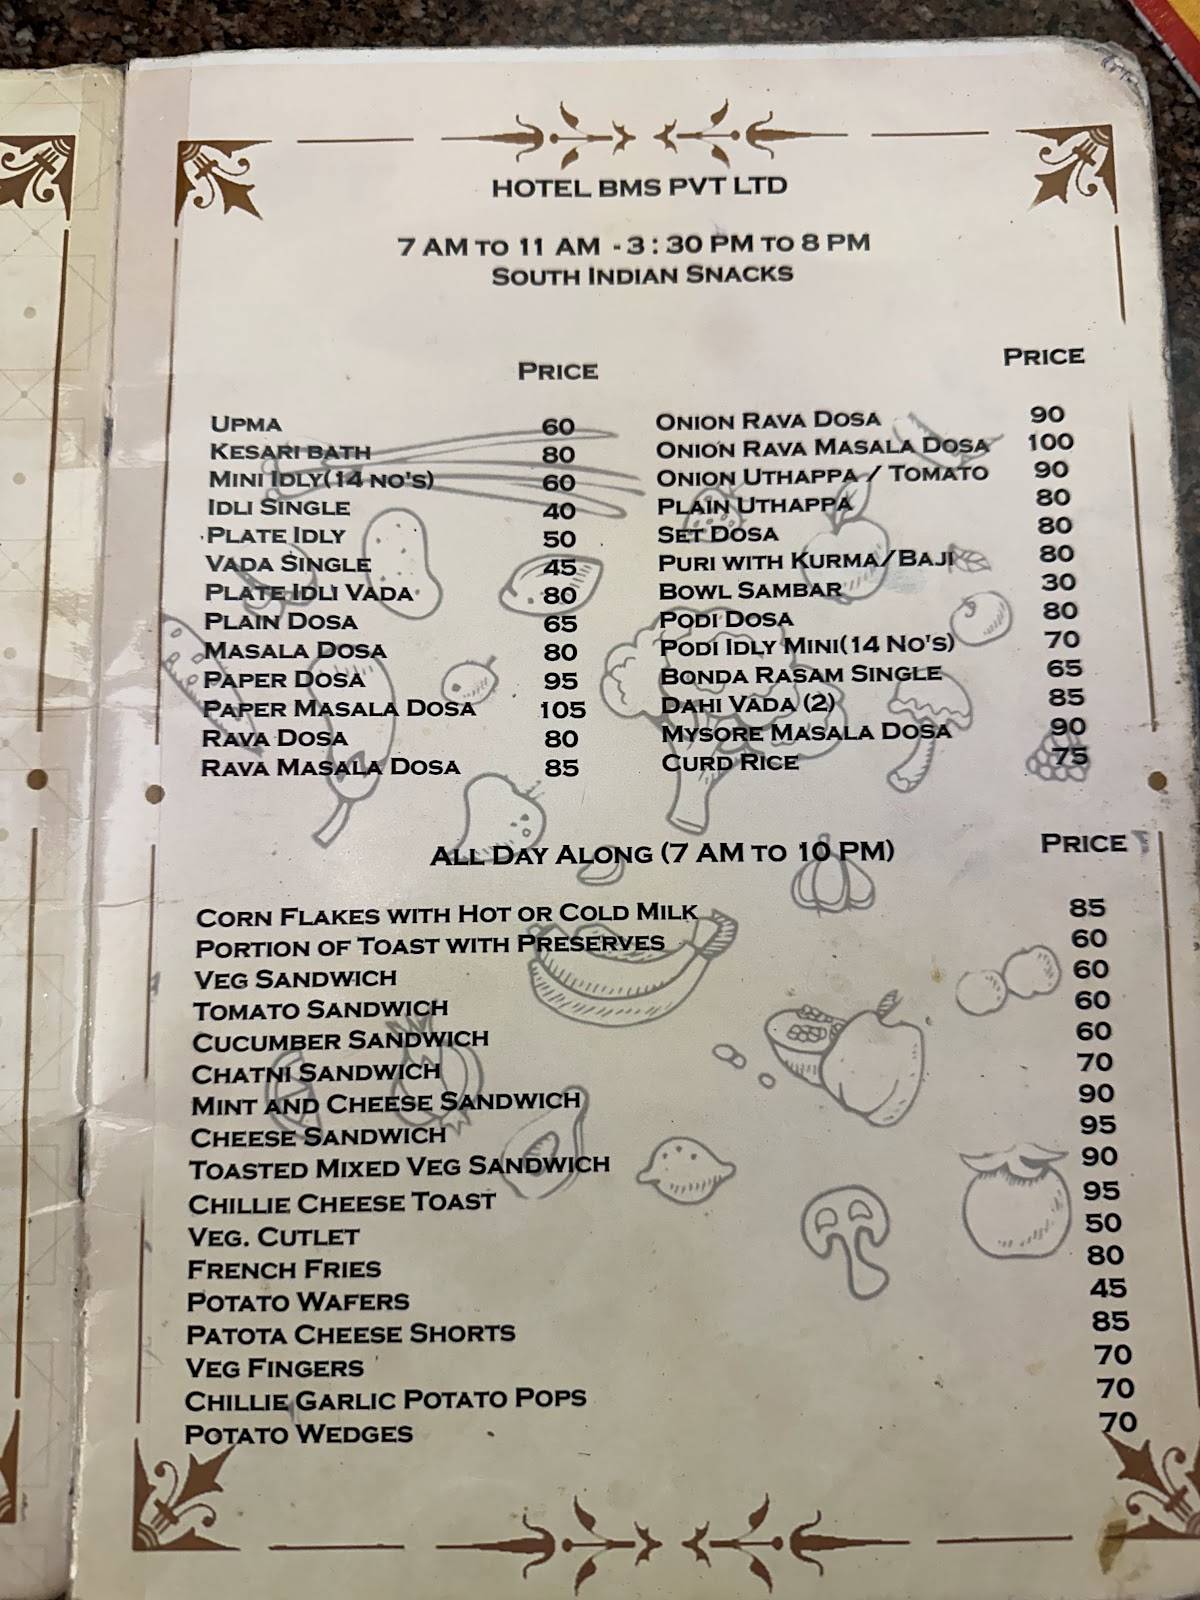 HOTEL BMS PVT LTD
7 AM TO 11 AM - 3 : 30 PM TO 8 PM
SOUTH INDIAN SNACKS
PRICE
UPMA 60
KESARI BATH 80
MINI IDLY(14 NO'S) 60
IDLI SINGLE 40
PLATE IDLY 50
VADA SINGLE 45
PLATE IDLI VADA 80
PLAIN DOSA 65
MASALA DOSA 80
PAPER DOSA 95
PAPER MASALA DOSA 105
RAVA DOSA 80
RAVA MASALA DOSA 85
PRICE
ONION RAVA DOSA 90
ONION RAVA MASALA DOSA 100
ONION UTHAPPA / TOMATO 90
PLAIN UTHAPPA 80
SET DOSA 80
PURI WITH KURMA/BAJI 80
BOWL SAMBAR 30
PODI DOSA 80
PODI IDLY MINI(14 NO'S) 70
BONDA RASAM SINGLE 65
DAHI VADA (2) 85
MYSORE MASALA DOSA 90
CURD RICE 75
ALL DAY ALONG (7 AM TO 10 PM) PRICE
CORN FLAKES WITH HOT OR COLD MILK 85
PORTION OF TOAST WITH PRESERVES 60
VEG SANDWICH 60
TOMATO SANDWICH 60
CUCUMBER SANDWICH 60
CHATNI SANDWICH 70
MINT AND CHEESE SANDWICH 90
CHEESE SANDWICH 95
TOASTED MIXED VEG SANDWICH 90
CHILLIE CHEESE TOAST 95
VEG. CUTLET 50
FRENCH FRIES 80
POTATO WAFERS 45
PATOTA CHEESE SHORTS 85
VEG FINGERS 70
CHILLIE GARLIC POTATO POPS 70
POTATO WEDGES 70